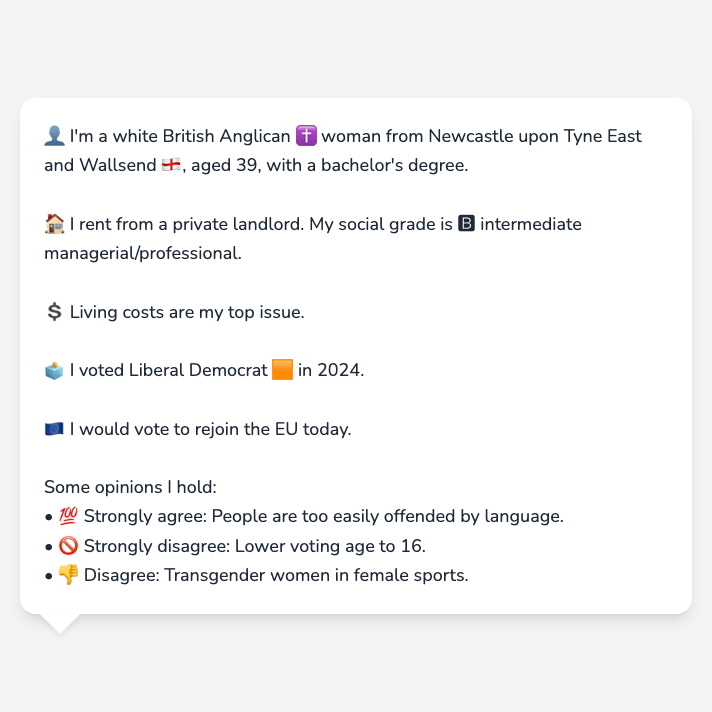 👤 I'm a white British Anglican ✝️ woman from Newcastle upon Tyne East
and Wallsend 🏴󠁧󠁢󠁥󠁮󠁧󠁿, aged 39, with a bachelor's degree.
🏠 I rent from a private landlord. My social grade is 🅱 intermediate
managerial/professional.
💲 Living costs are my top issue.
🗳️ I voted Liberal Democrat 🟧 in 2024.
🇪🇺 I would vote to rejoin the EU today.
Some opinions I hold:
• 💯 Strongly agree: People are too easily offended by language.
• 🚫 Strongly disagree: Lower voting age to 16.
• 👎 Disagree: Transgender women in female sports.